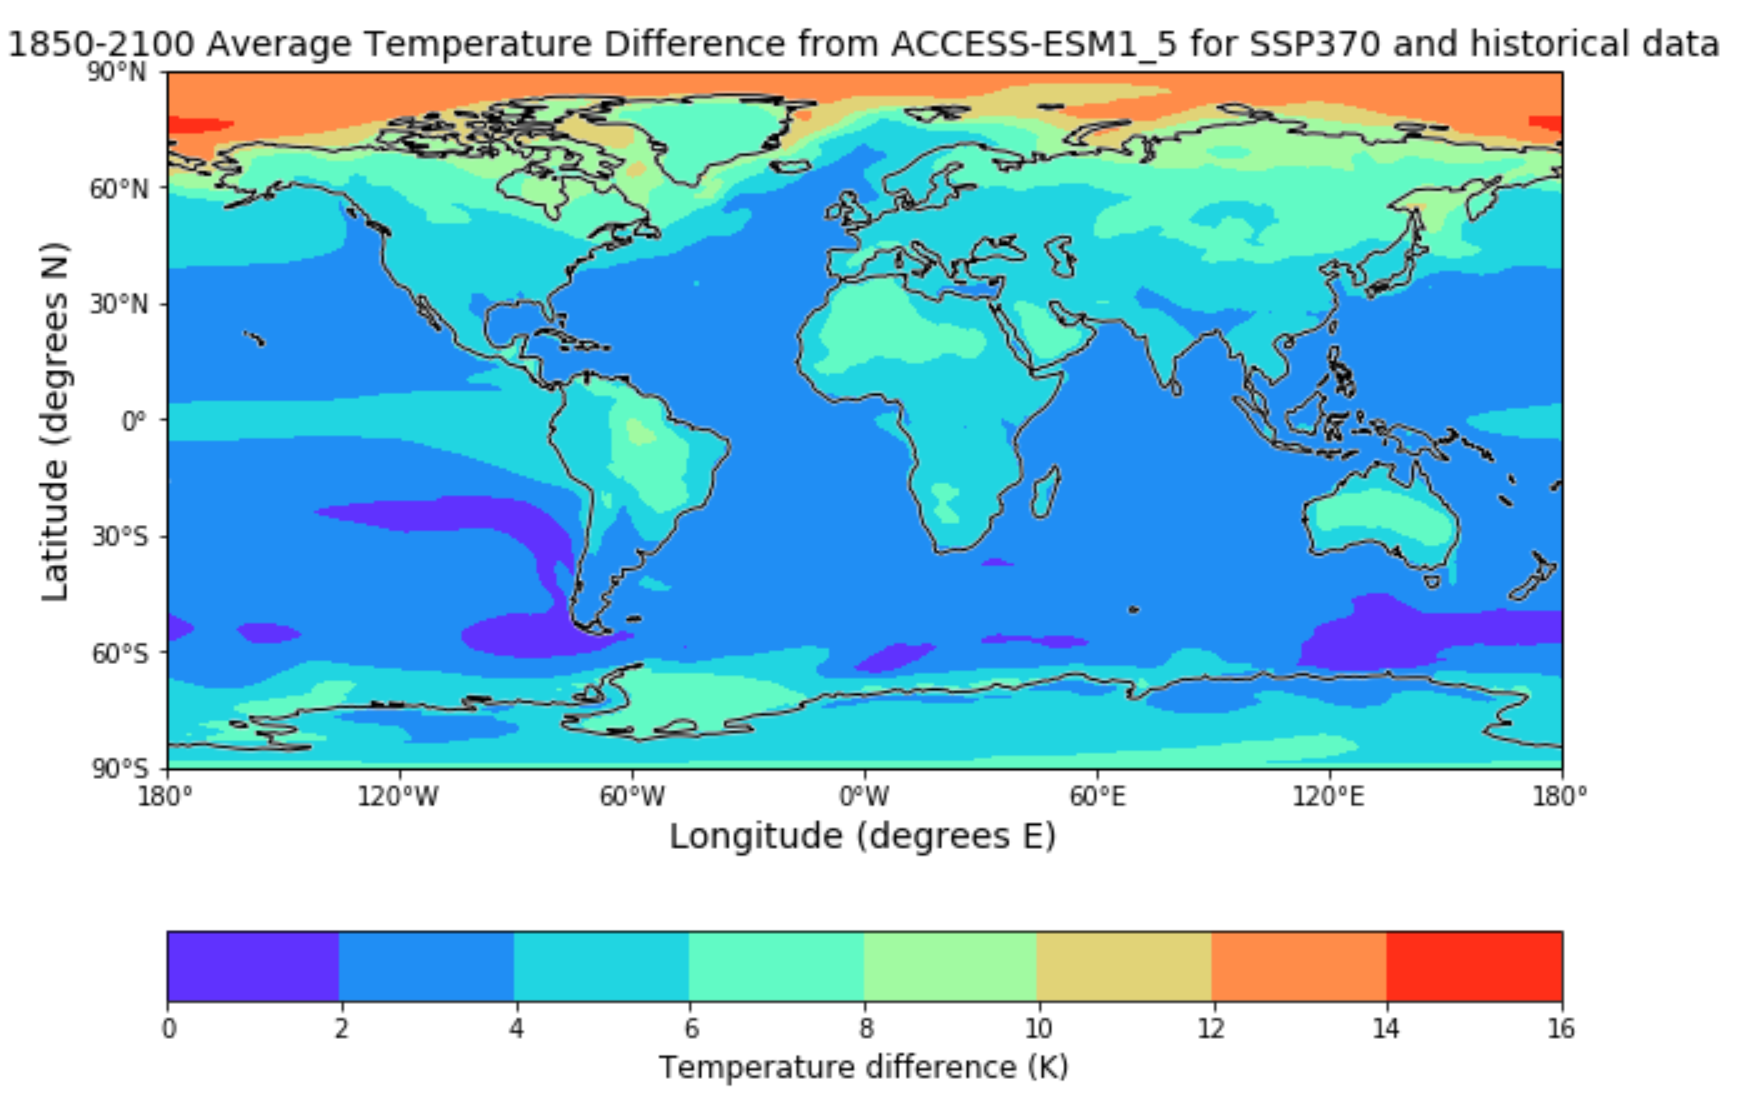 1850-2100 Average Temperature Difference from ACCESS-ESM1_5 for SSP370 and historical data
90°N
60°N
30°N
0°
30°S
60°S
90°S
Latitude (degrees N)
180° 120°W 60°W 0°W 60°E 120°E 180°
Longitude (degrees E)
0 2 4 6 8 10 12 14 16
Temperature difference (K)